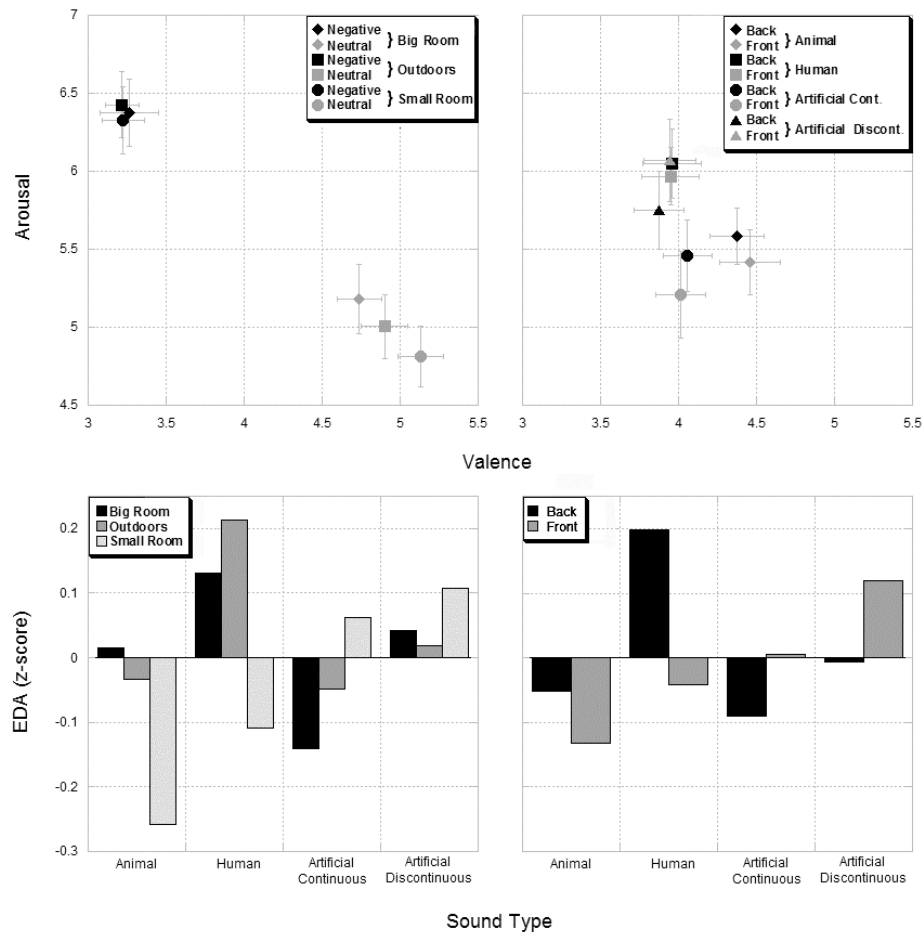 7
6.5
6
5.5
5
4.5
Arousal
Negative
Neutral
} Big Room
Negative
Neutral
} Outdoors
Negative
Neutral
} Small Room
3 3.5 4 4.5 5 5.5
Back
Front
} Animal
Back
Front
} Human
Back
Front
} Artificial Cont.
Back
Front
} Artificial Discont.
3 3.5 4 4.5 5 5.5
Valence
EDA (z-score)
0.2
0.1
0
-0.1
-0.2
-0.3
Big Room
Outdoors
Small Room
Animal Human Artificial Artificial
Continuous Discontinuous
Back
Front
Animal Human Artificial Artificial
Continuous Discontinuous
Sound Type